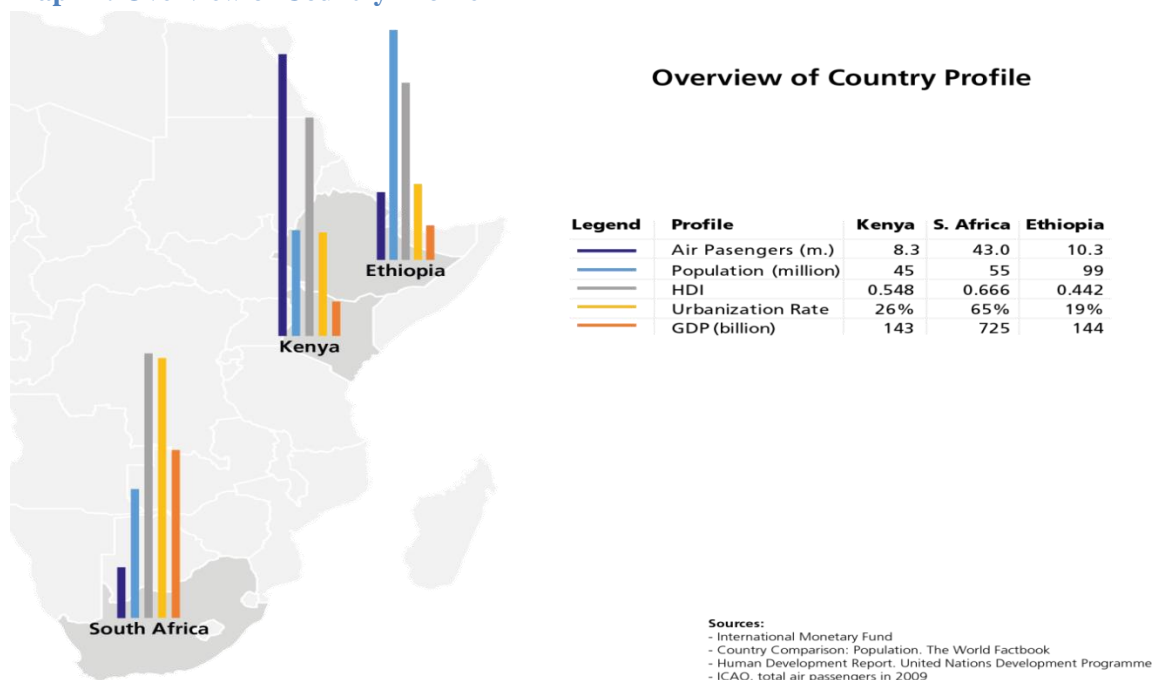 Overview of Country Profile
Ethiopia
Kenya
South Africa
Legend Profile Kenya S. Africa Ethiopia
Air Pasengers (m.) 8.3 43.0 10.3
Population (million) 45 55 99
HDI 0.548 0.666 0.442
Urbanization Rate 26% 65% 19%
GDP (billion) 143 725 144
Sources:
- International Monetary Fund
- Country Comparison: Population. The World Factbook
- Human Development Report. United Nations Development Programme
- ICAO, total air passengers in 2009